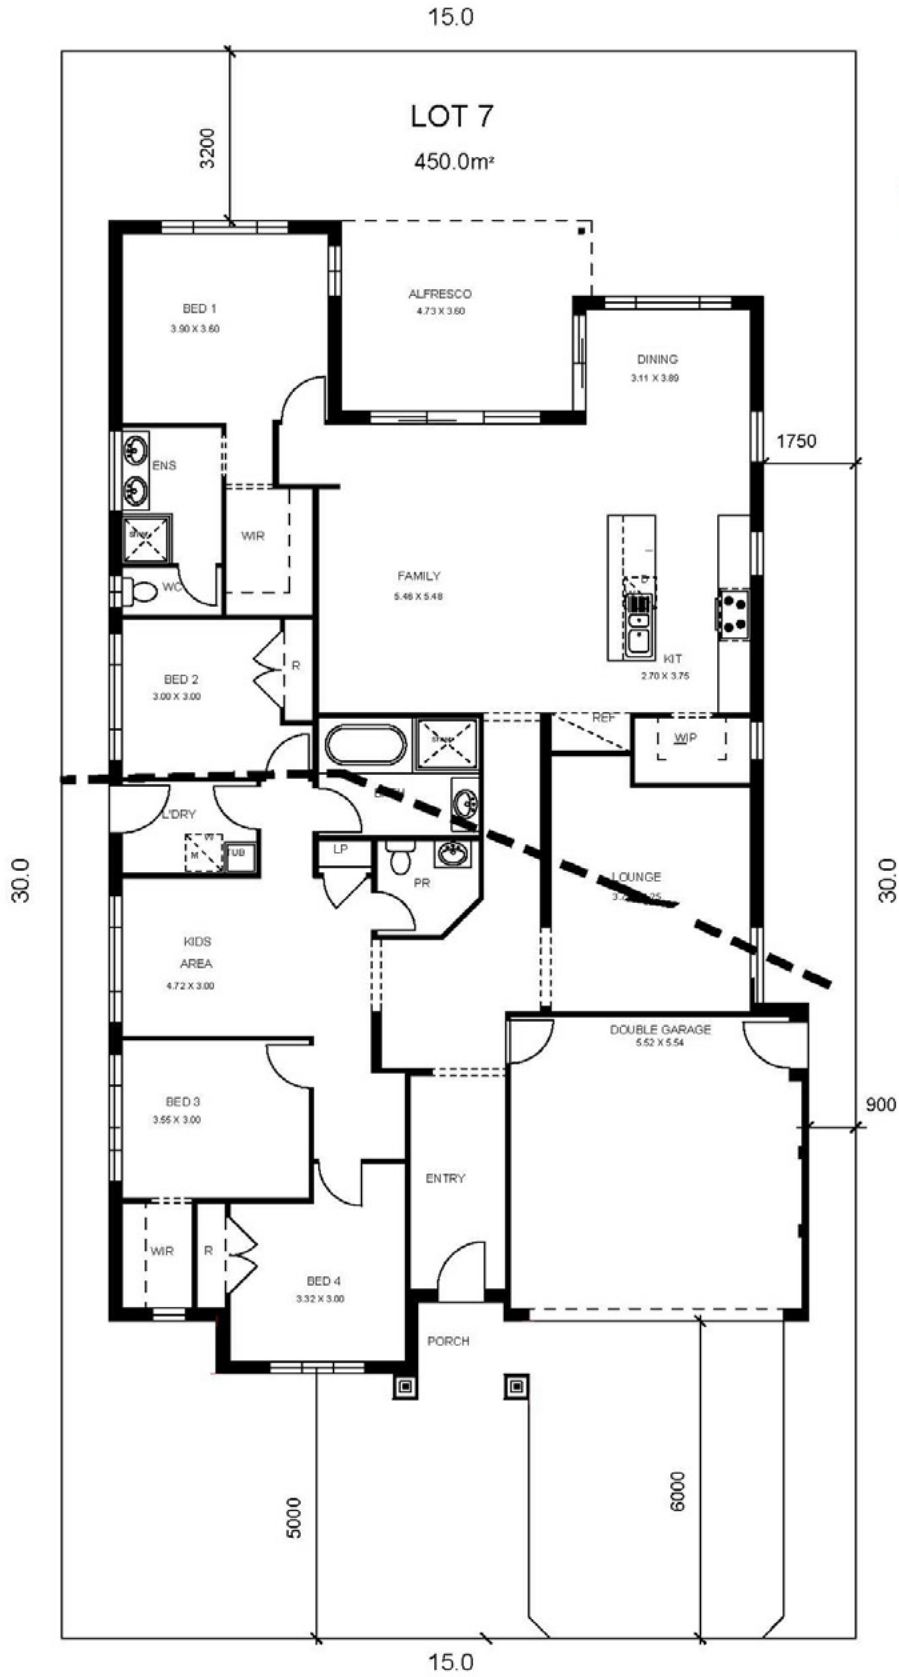 15.0
LOT 7
450.0m²
3200
BED 1
3.90 X 3.60
ALFRESCO
4.73 X 3.60
DINING
3.11 X 3.89
1750
ENS
WIR
WC
FAMILY
5.46 X 5.48
KIT
2.70 X 3.75
BED 2
3.00 X 3.00
R
REF
WIP
L'DRY
W
M
TUB
LP
PR
LOUNGE
30.0
30.0
KIDS
AREA
4.72 X 3.00
DOUBLE GARAGE
5.52 X 5.54
BED 3
3.55 X 3.00
900
ENTRY
WIR
R
BED 4
3.32 X 3.00
PORCH
5000
6000
15.0